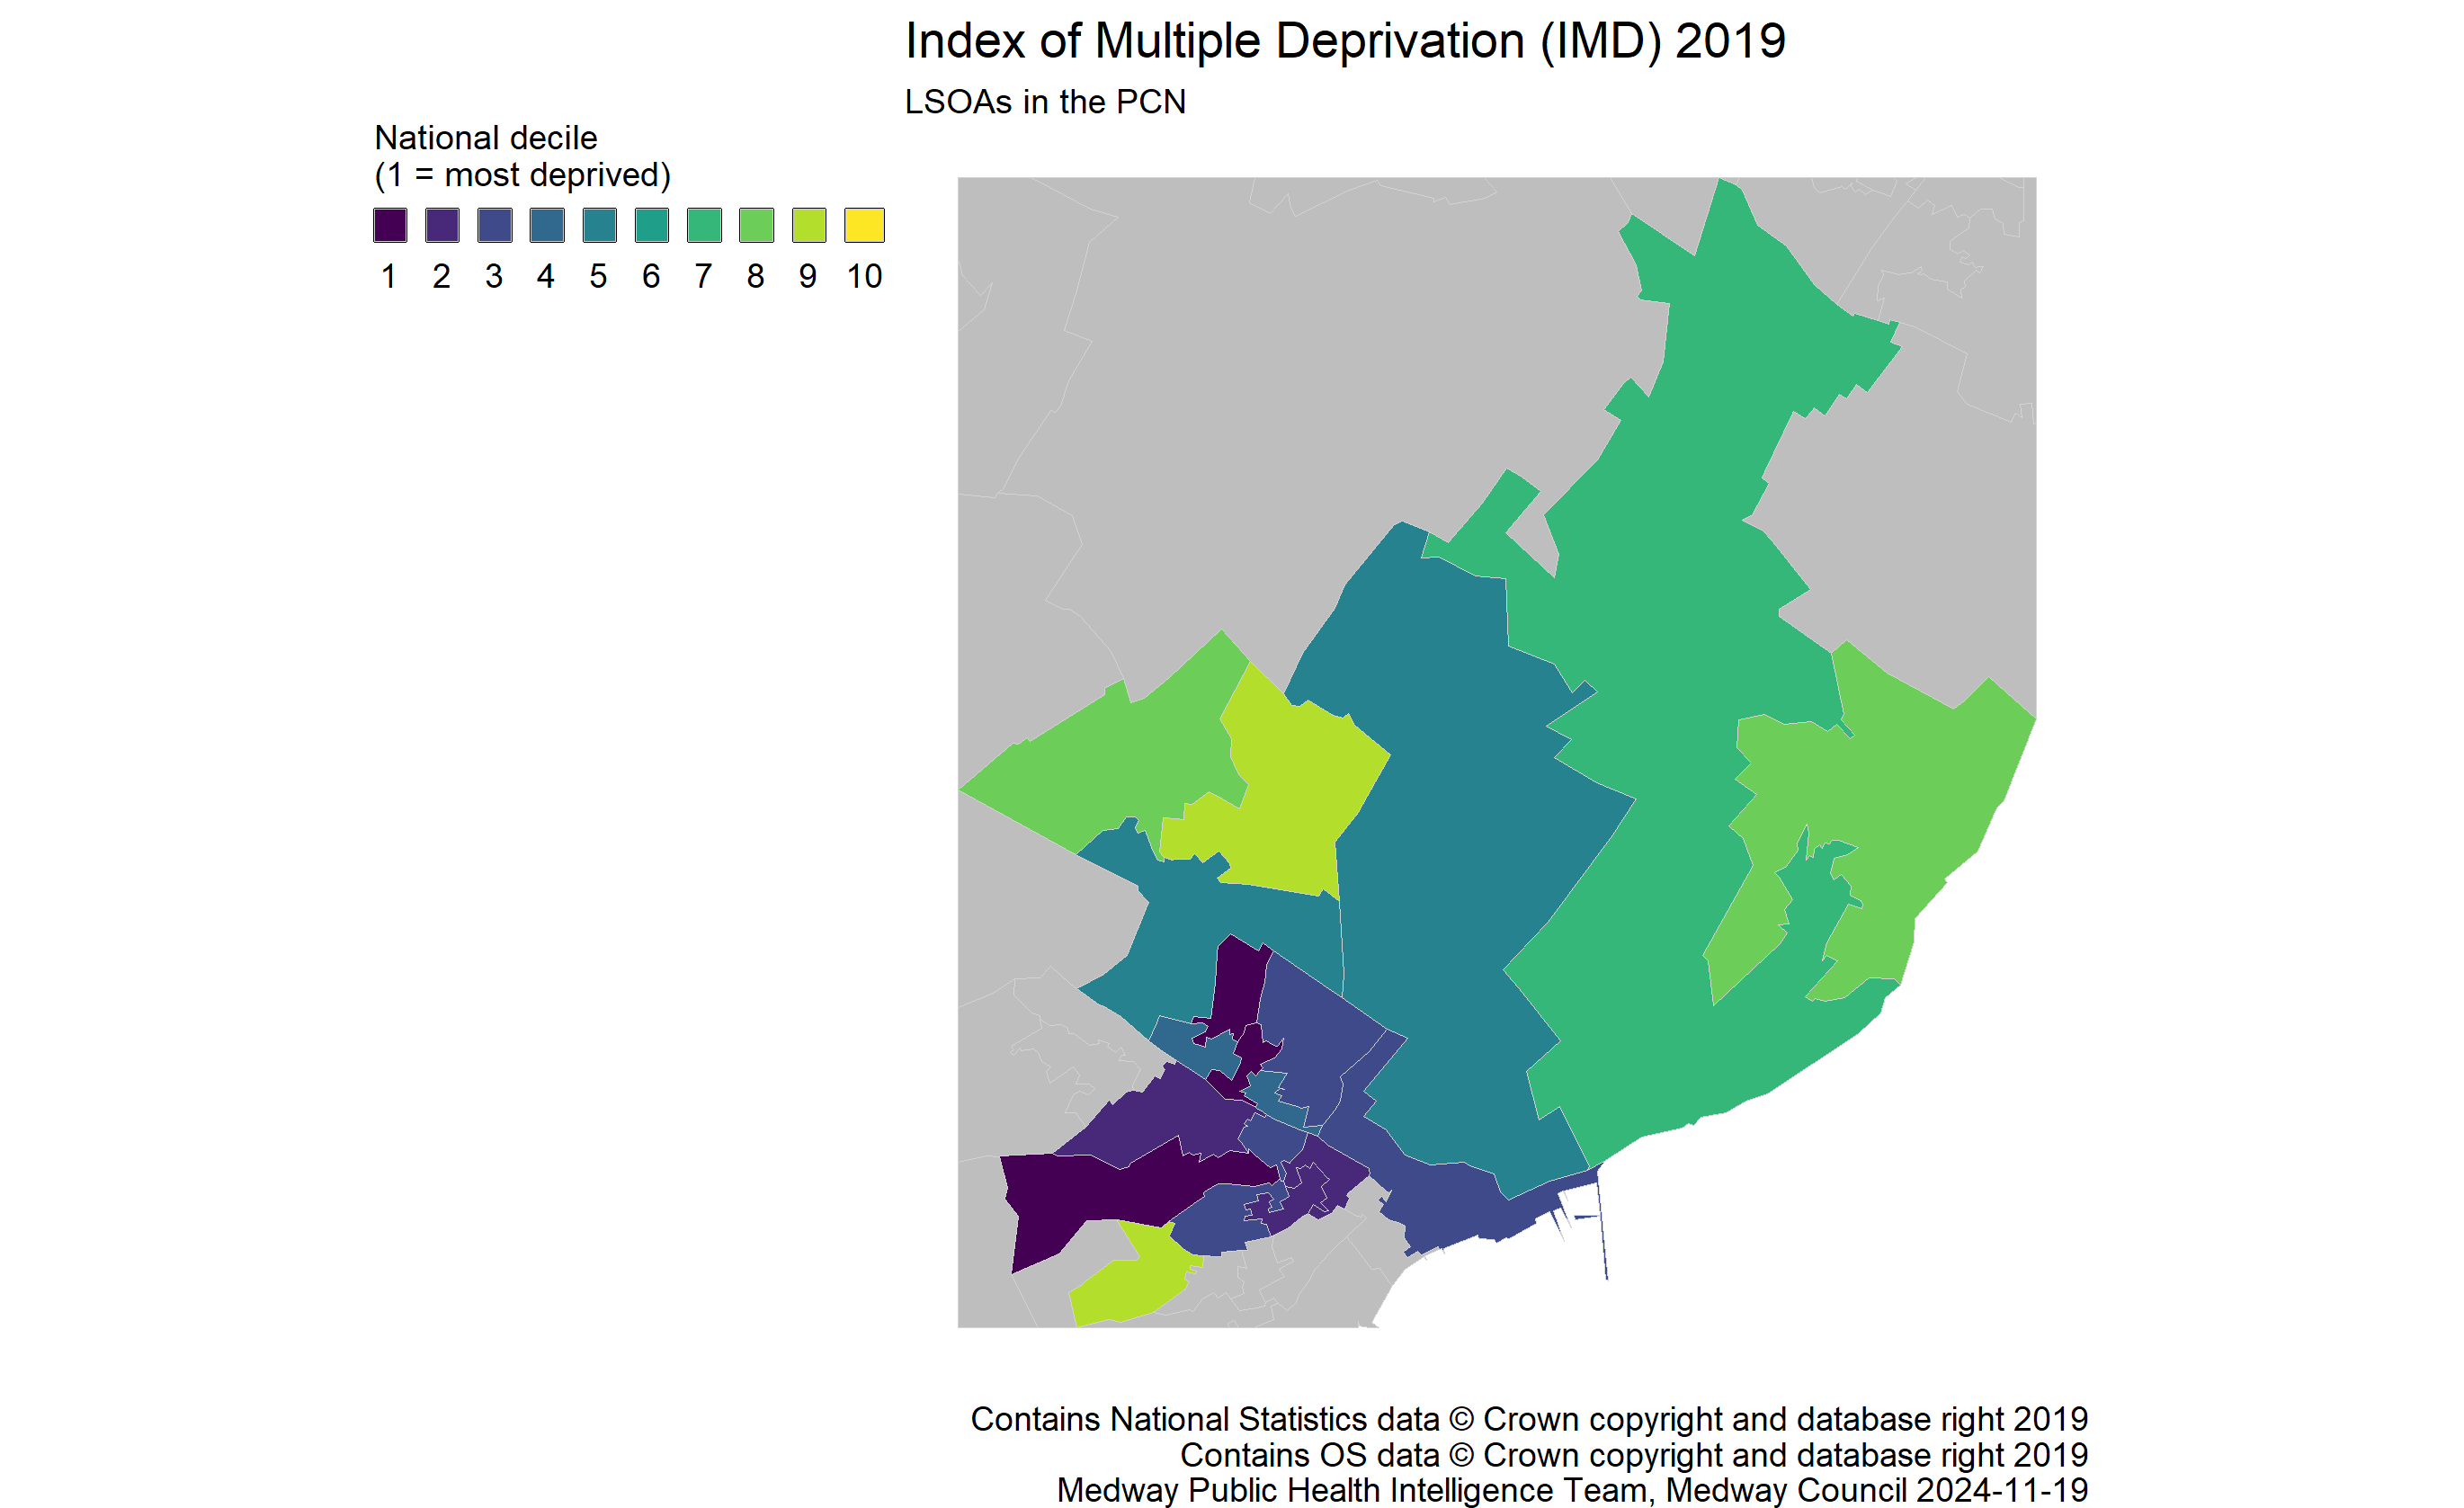 Index of Multiple Deprivation (IMD) 2019
LSOAs in the PCN
National decile
(1 = most deprived)
1 2 3 4 5 6 7 8 9 10
Contains National Statistics data © Crown copyright and database right 2019
Contains OS data © Crown copyright and database right 2019
Medway Public Health Intelligence Team, Medway Council 2024-11-19